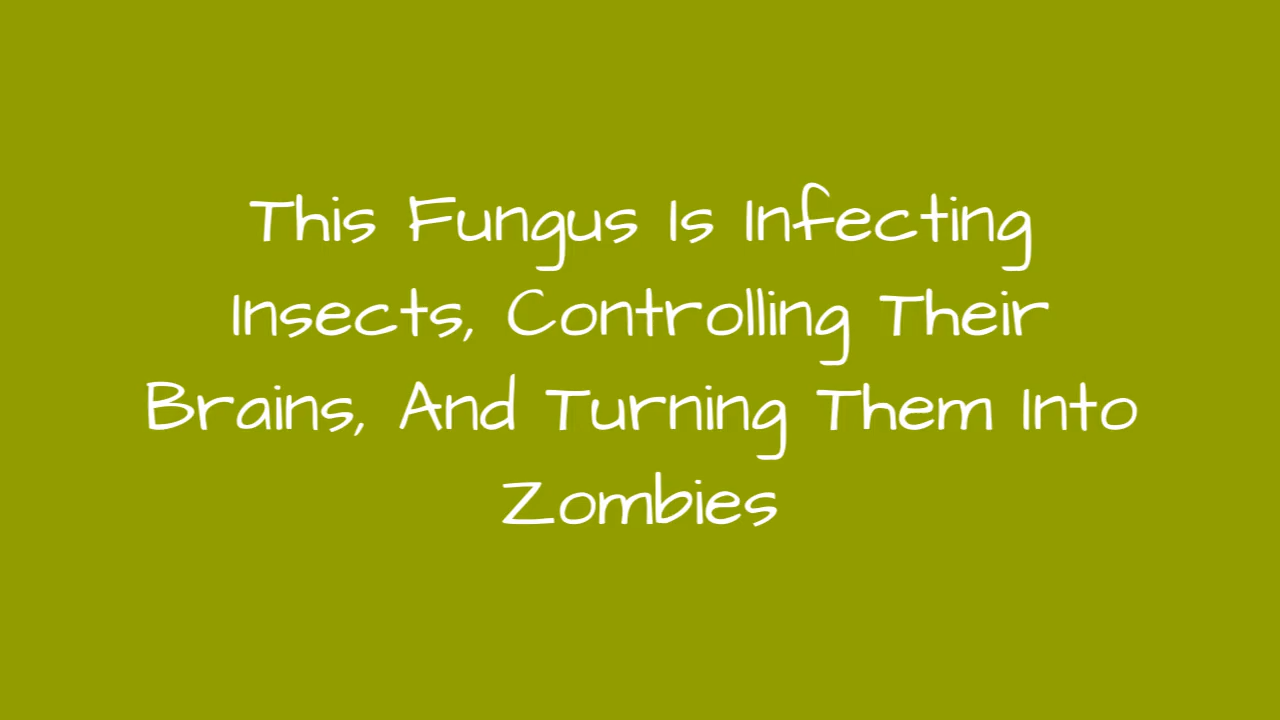 This Fungus Is Infecting
Insects, Controlling Their
Brains, And Turning Them Into
Zombies